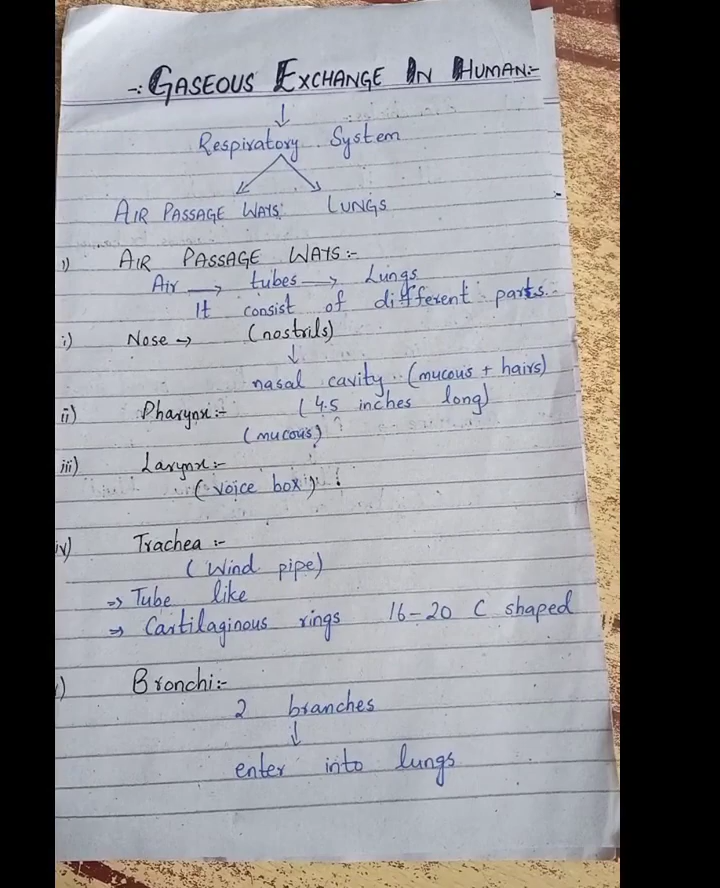 -: GASEOUS EXCHANGE IN HUMAN:-
↓
Respiratory System
AIR PASSAGE WAYS: LUNGS
1) AIR PASSAGE WAYS:-
Air → tubes → Lungs
It consist of different parts.-
i) Nose → (nostrils)
↓
nasal cavity (mucous + hairs)
ii) Pharynx:- (4.5 inches long)
(mucous)
iii) Larynx:-
(voice box)
iv) Trachea :-
(Wind pipe)
⇒ Tube like
⇒ Cartilaginous rings 16-20 C shaped
) Bronchi:-
2 branches
↓
enter into lungs